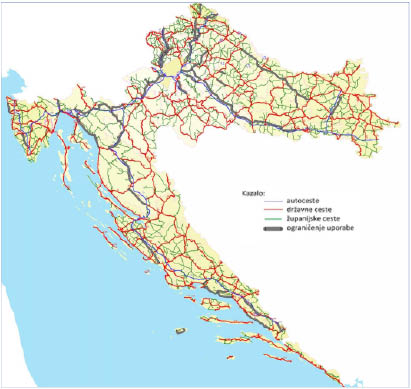 Kazalo:
autoceste
državne ceste
županijske ceste
ograničenje uporabe